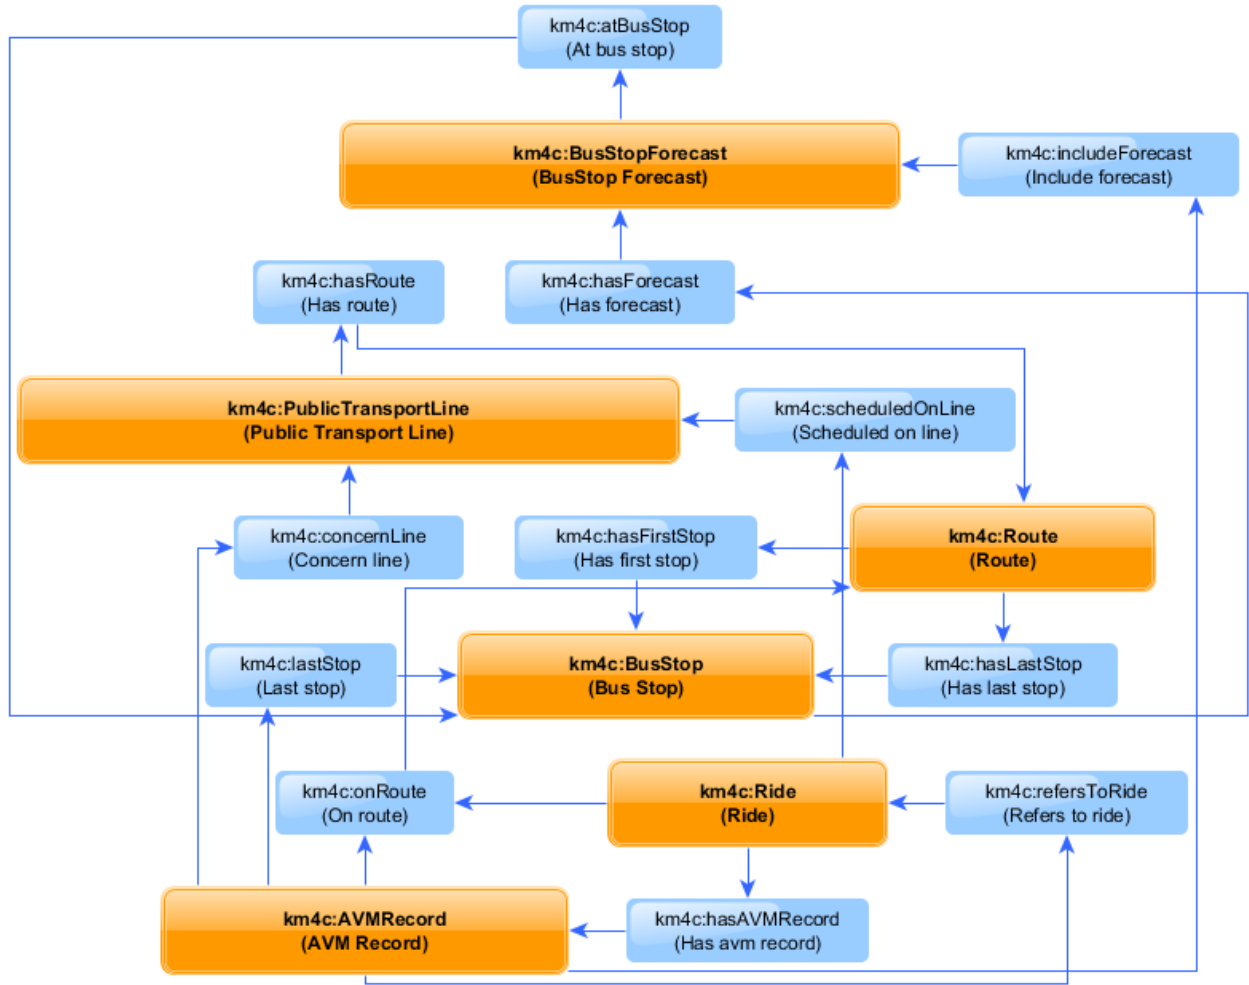 km4c:atBusStop
(At bus stop)
km4c:BusStopForecast
(BusStop Forecast)
km4c:includeForecast
(Include forecast)
km4c:hasRoute
(Has route)
km4c:hasForecast
(Has forecast)
km4c:PublicTransportLine
(Public Transport Line)
km4c:scheduledOnLine
(Scheduled on line)
km4c:concernLine
(Concern line)
km4c:hasFirstStop
(Has first stop)
km4c:Route
(Route)
km4c:lastStop
(Last stop)
km4c:BusStop
(Bus Stop)
km4c:hasLastStop
(Has last stop)
km4c:onRoute
(On route)
km4c:Ride
(Ride)
km4c:refersToRide
(Refers to ride)
km4c:AVMRecord
(AVM Record)
km4c:hasAVMRecord
(Has avm record)